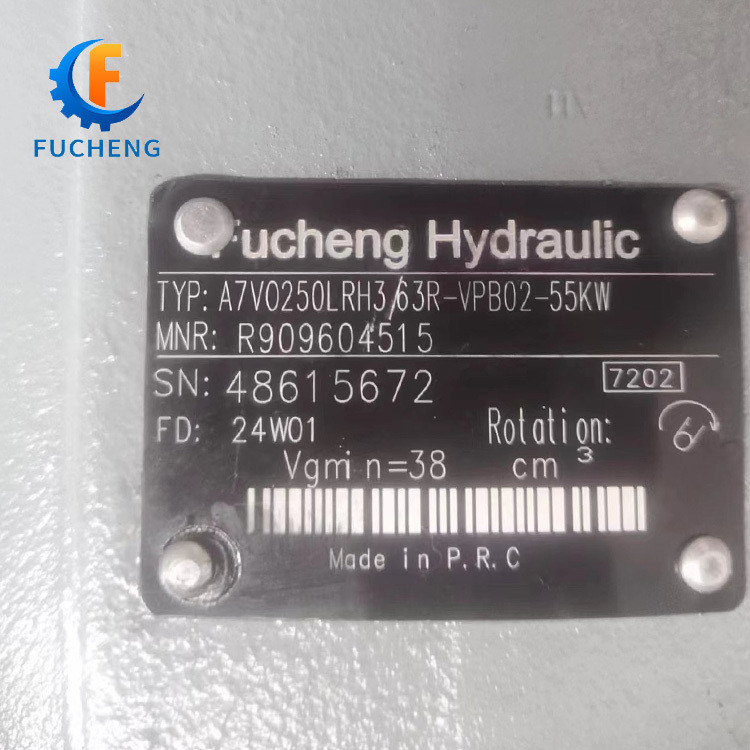 F
FUCHENG
Fucheng Hydraulic
TYP: A7VO250LRH3/63R-VPB02-55KW
MNR: R909604515
SN: 48615672 7202
FD: 24W01 Rotation:
Vgmin=38 cm³
Made in P.R.C